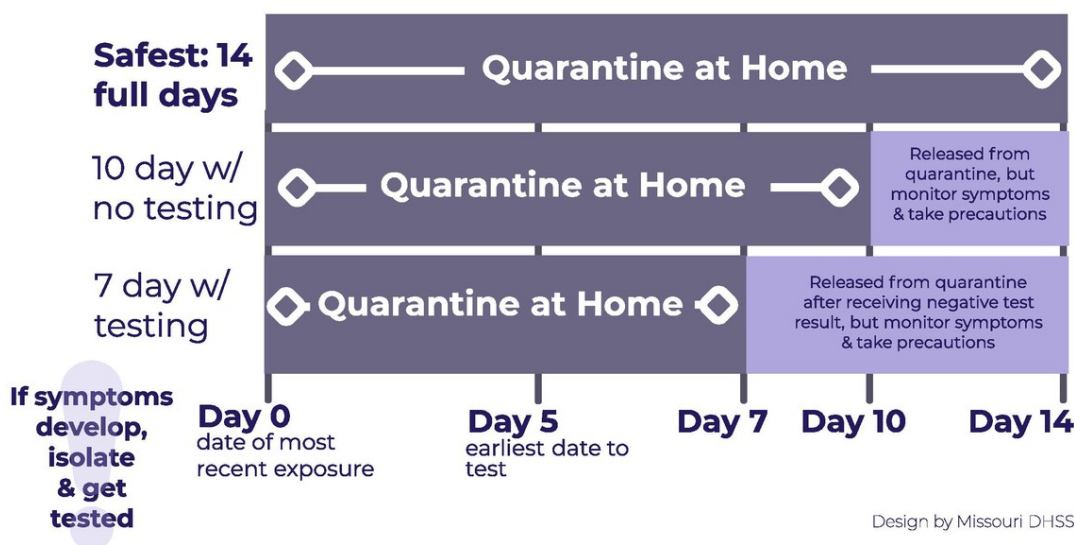 Safest: 14
full days
Quarantine at Home
10 day w/
no testing
Quarantine at Home
Released from
quarantine, but
monitor symptoms
& take precautions
7 day w/
testing
Quarantine at Home
Released from quarantine
after receiving negative test
result, but monitor symptoms
& take precautions
If symptoms
develop,
isolate
& get
tested
Day 0
date of most
recent exposure
Day 5
earliest date to
test
Day 7
Day 10
Day 14
Design by Missouri DHSS